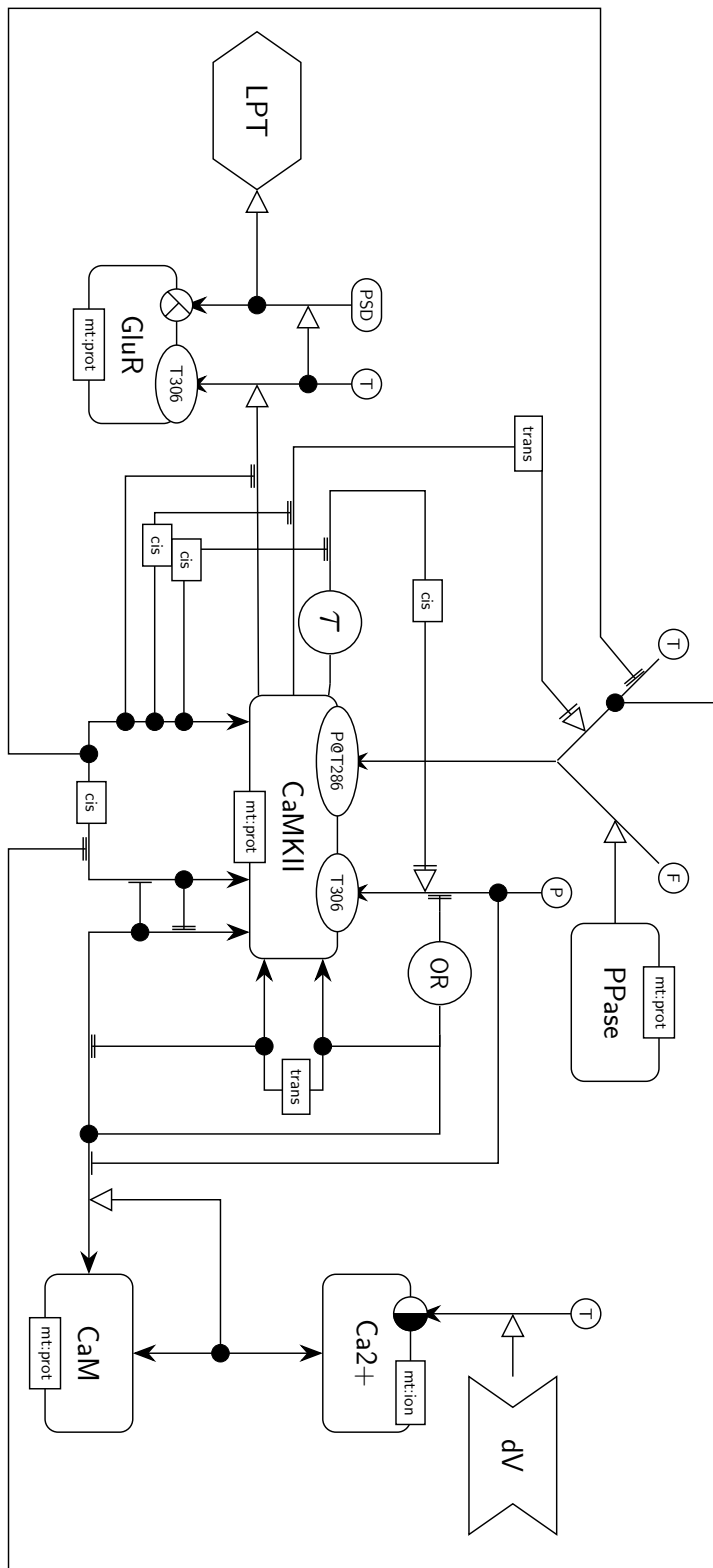 LPT
PSD
GluR
mt:prot
T306
T
trans
cis
cis
cis
τ
T
P@T286
CaMKII
mt:prot
cis
T306
P
F
OR
PPase
mt:prot
trans
CaM
mt:prot
Ca2+
mt:ion
T
dV